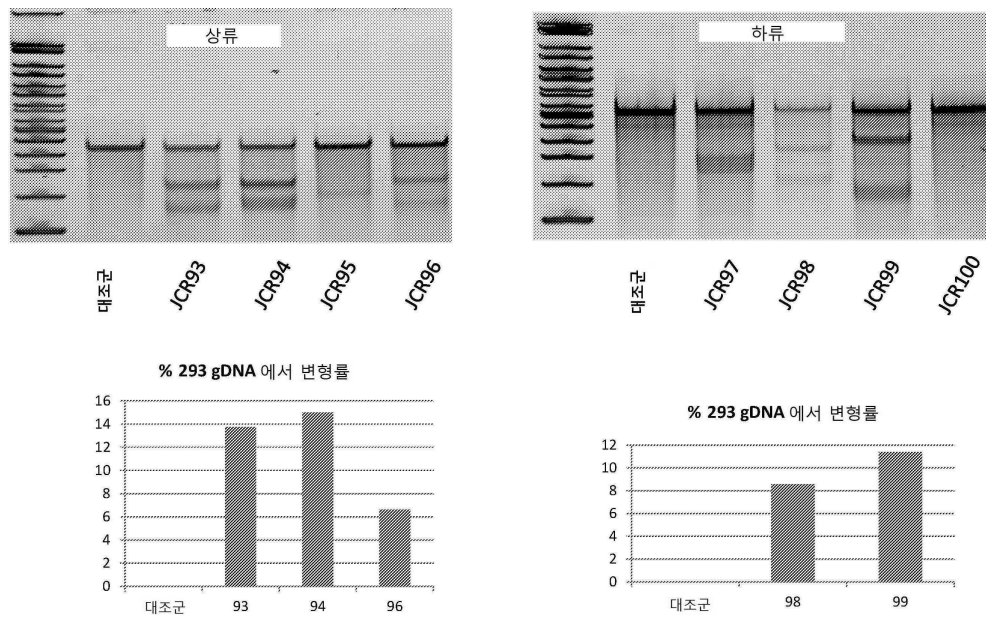 상류
대조군
JCR93
JCR94
JCR95
JCR96
하류
대조군
JCR97
JCR98
JCR99
JCR100
% 293 gDNA 에서 변형률
16
14
12
10
8
6
4
2
0
대조군 93 94 96
% 293 gDNA 에서 변형률
12
10
8
6
4
2
0
대조군 98 99